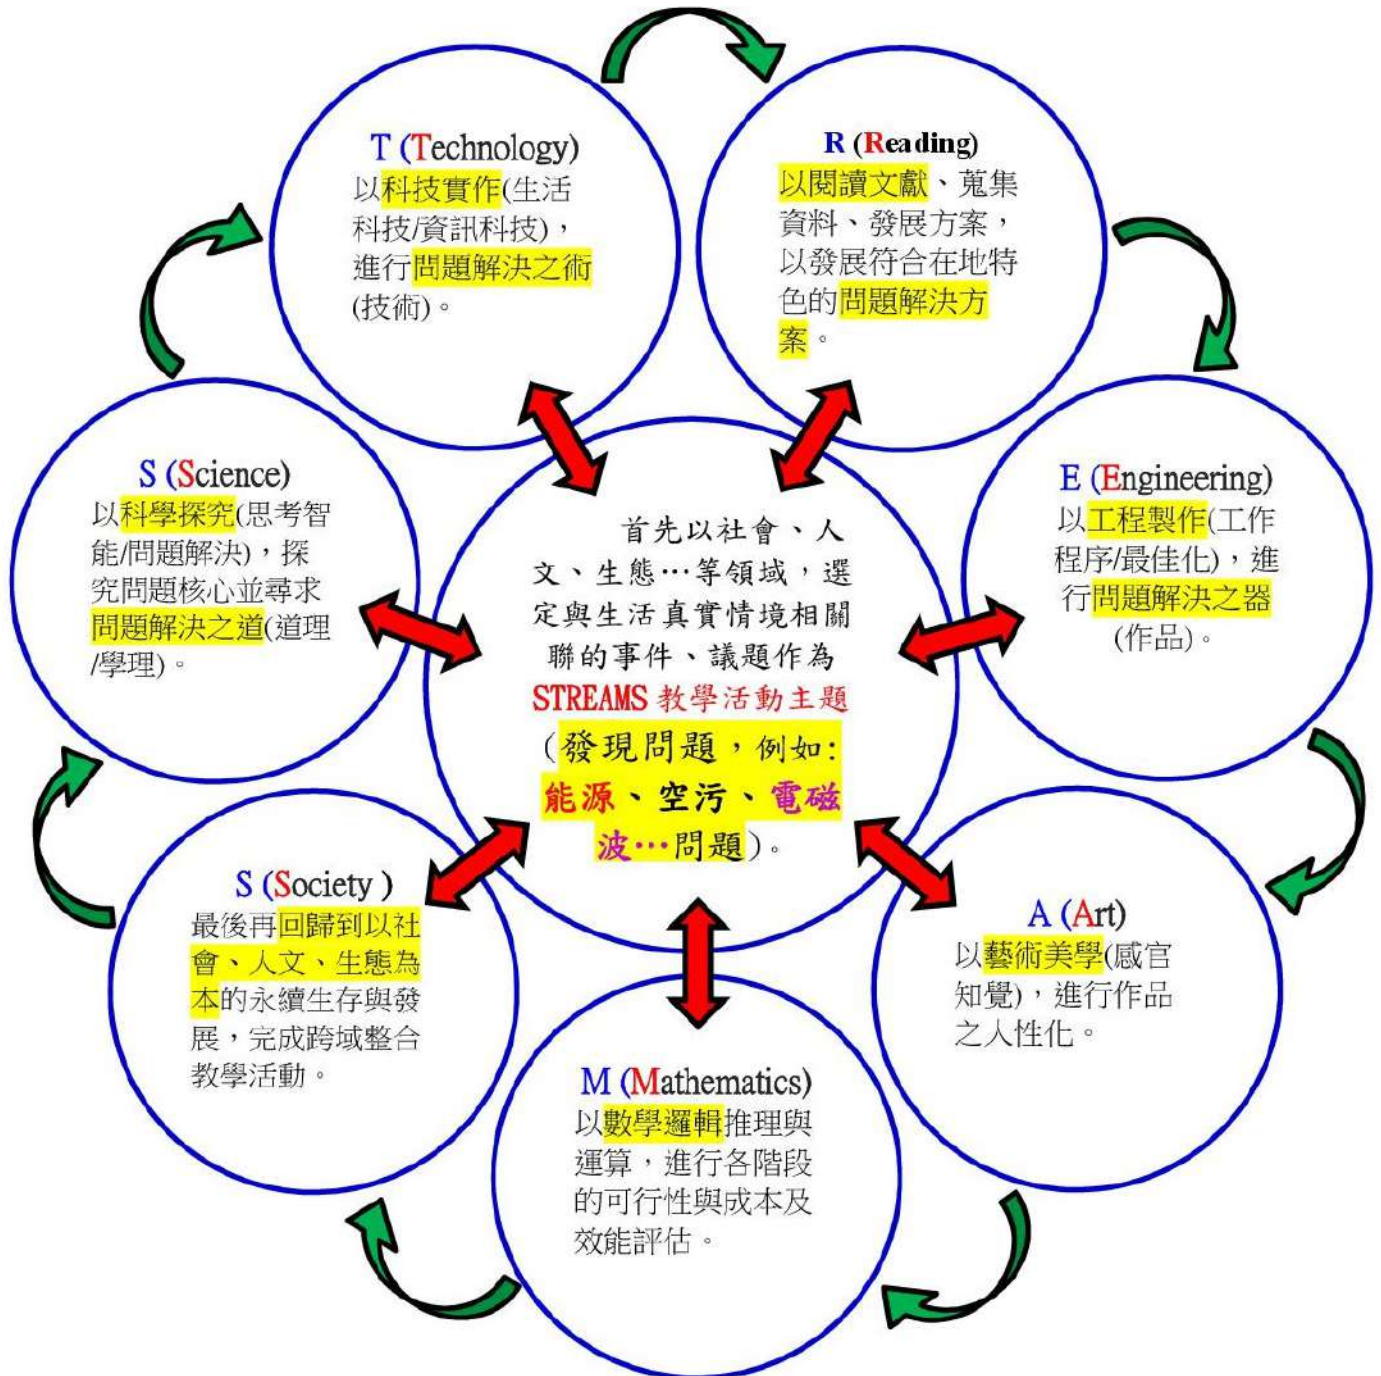 T (Technology)
以科技實作(生活
科技/資訊科技)，
進行問題解決之術
(技術)。
R (Reading)
以閱讀文獻、蒐集
資料、發展方案，
以發展符合在地特
色的問題解決方
案。
S (Science)
以科學探究(思考智
能/問題解決)，探
究問題核心並尋求
問題解決之道(道理
/學理)。
首先以社會、人
文、生態…等領域，選
定與生活真實情境相關
聯的事件、議題作為
STREAMS 教學活動主題
(發現問題，例如:
能源、空污、電磁
波…問題)。
E (Engineering)
以工程製作(工作
程序/最佳化)，進
行問題解決之器
(作品)。
S (Society )
最後再回歸到以社
會、人文、生態為
本的永續生存與發
展，完成跨域整合
教學活動。
A (Art)
以藝術美學(感官
知覺)，進行作品
之人性化。
M (Mathematics)
以數學邏輯推理與
運算，進行各階段
的可行性與成本及
效能評估。